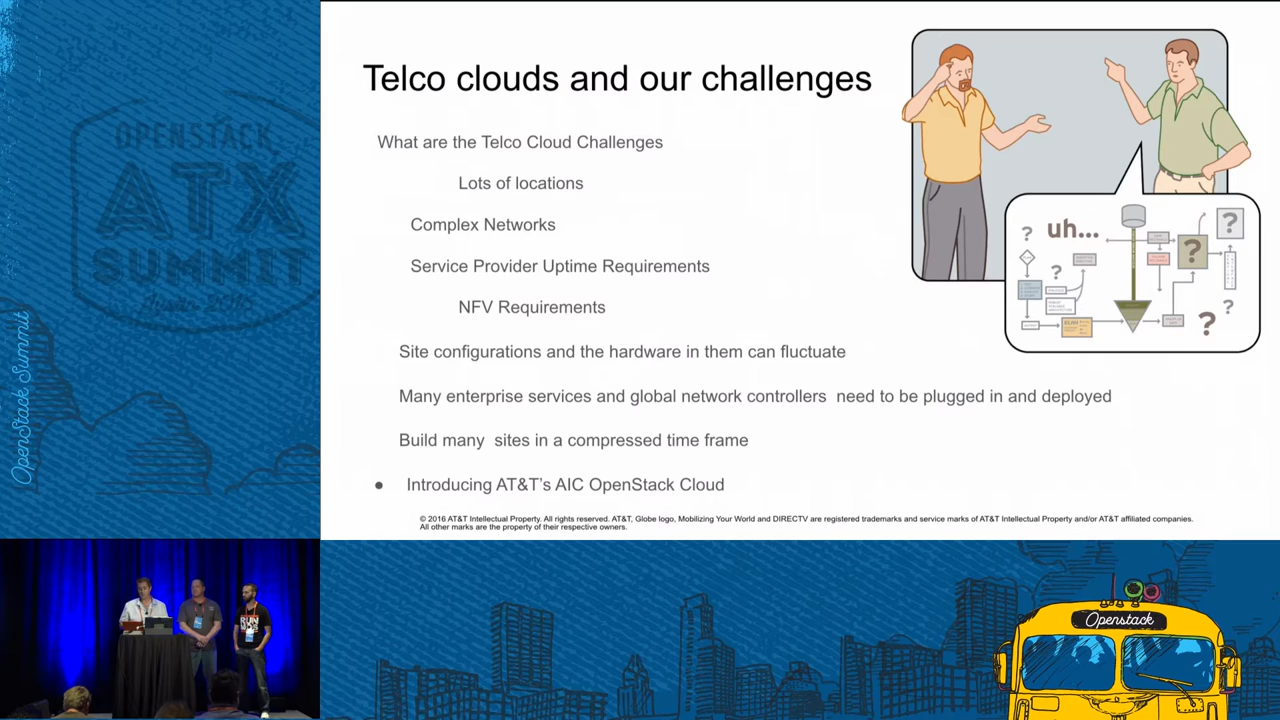 OPENSTACK
ATX
SUMMIT
OpenStack Summit
Telco clouds and our challenges
What are the Telco Cloud Challenges
Lots of locations
Complex Networks
Service Provider Uptime Requirements
NFV Requirements
Site configurations and the hardware in them can fluctuate
Many enterprise services and global network controllers  need to be plugged in and deployed
Build many  sites in a compressed time frame
● Introducing AT&T's AIC OpenStack Cloud
© 2016 AT&T Intellectual Property. All rights reserved. AT&T, Globe logo, Mobilizing Your World and DIRECTV are registered trademarks and service marks of AT&T Intellectual Property and/or AT&T affiliated companies.
All other marks are the property of their respective owners.
uh...
?
?
?
?
?
?
RUN
Openstack